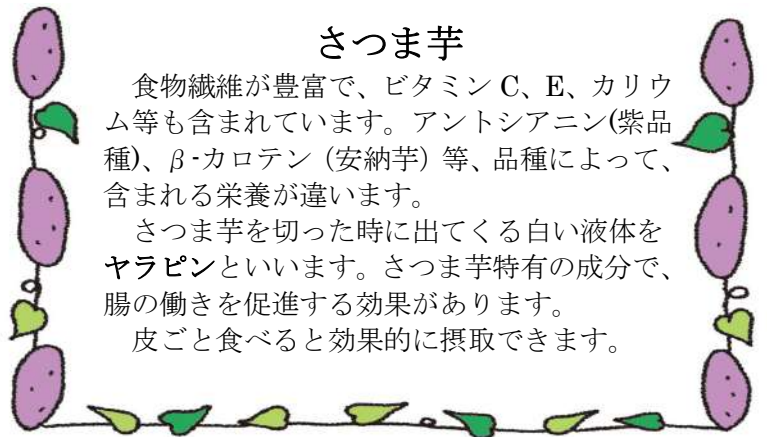 さつま芋
食物繊維が豊富で、ビタミン C、E、カリウ
ム等も含まれています。アントシアニン(紫品
種)、β-カロテン（安納芋）等、品種によって、
含まれる栄養が違います。
さつま芋を切った時に出てくる白い液体を
ヤラピンといいます。さつま芋特有の成分で、
腸の働きを促進する効果があります。
皮ごと食べると効果的に摂取できます。